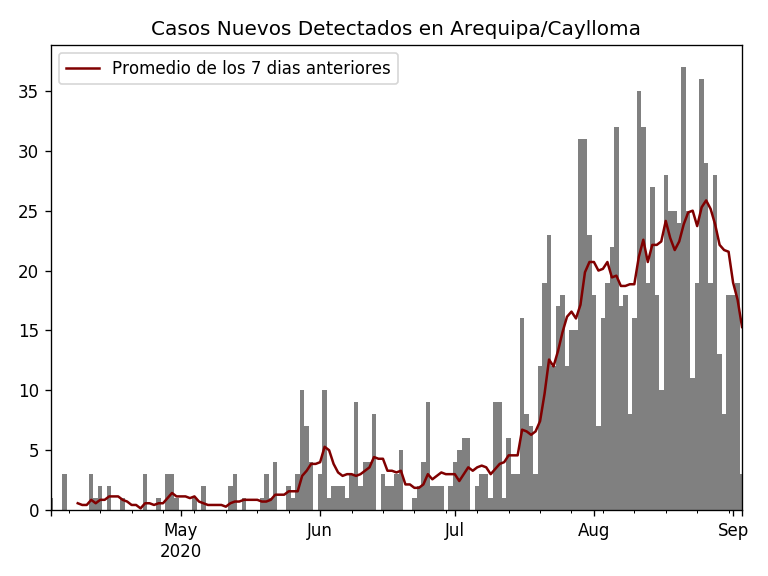 Casos Nuevos Detectados en Arequipa/Caylloma
Promedio de los 7 dias anteriores
35
30
25
20
15
10
5
0
May
2020
Jun
Jul
Aug
Sep